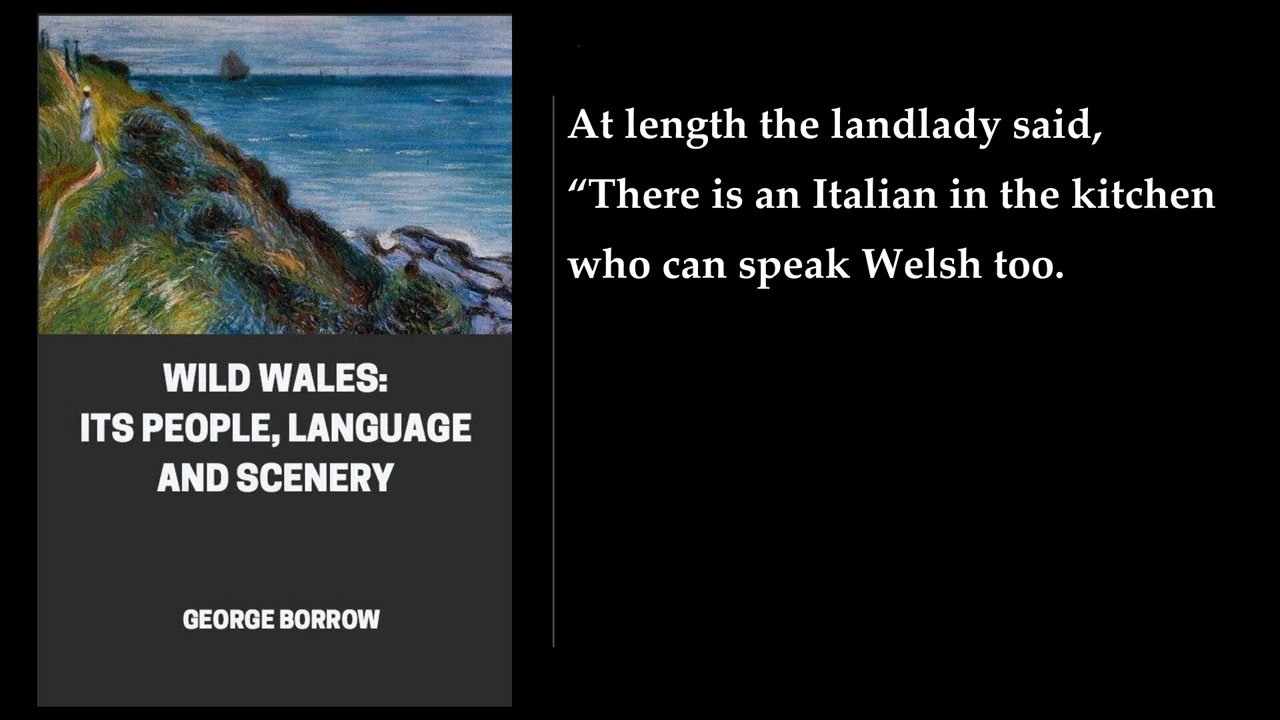 WILD WALES:
ITS PEOPLE, LANGUAGE
AND SCENERY
GEORGE BORROW
At length the landlady said,
“There is an Italian in the kitchen
who can speak Welsh too.